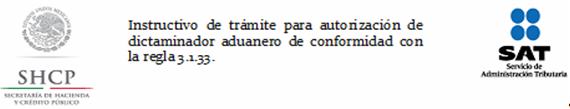 Instructivo de trámite para autorización de
dictaminador aduanero de conformidad con
la regla 3.1.33.
SHCP
SECRETARÍA DE HACIENDA
Y CRÉDITO PÚBLICO
SAT
Servicio de
Administración Tributaria